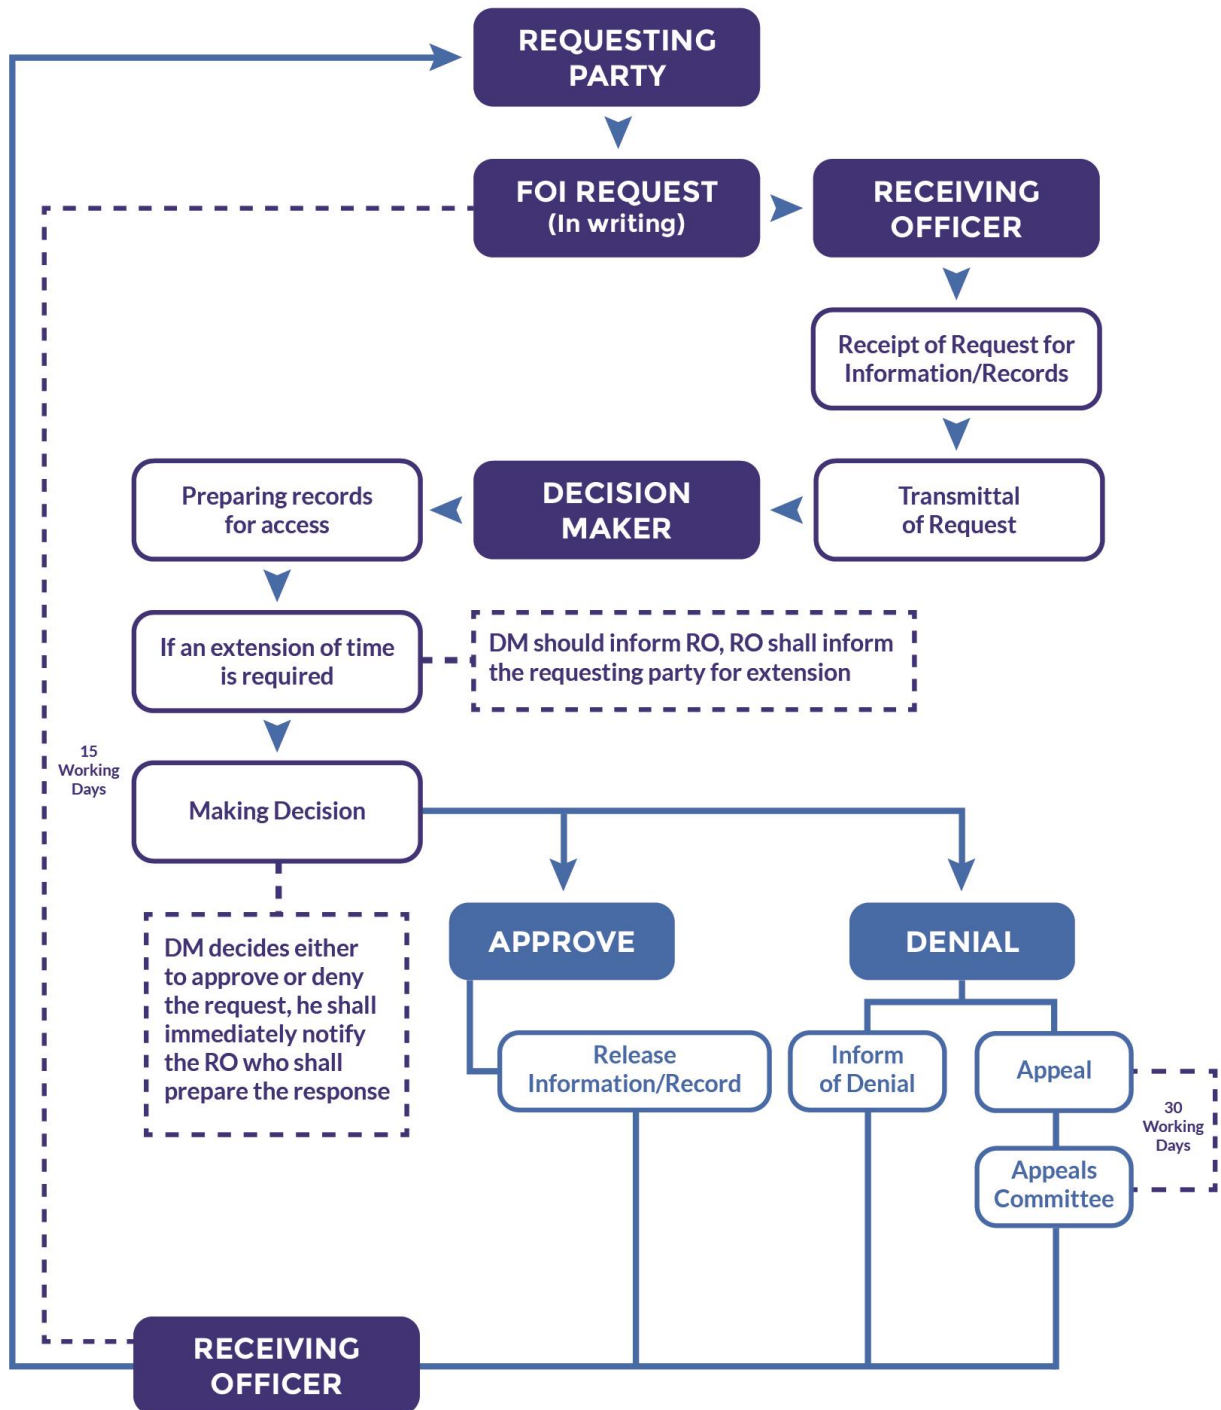 REQUESTING
PARTY
FOI REQUEST
(In writing)
RECEIVING
OFFICER
Receipt of Request for
Information/Records
Transmittal
of Request
DECISION
MAKER
Preparing records
for access
If an extension of time
is required
DM should inform RO, RO shall inform
the requesting party for extension
15
Working
Days
Making Decision
DM decides either
to approve or deny
the request, he shall
immediately notify
the RO who shall
prepare the response
APPROVE
DENIAL
Release
Information/Record
Inform
of Denial
Appeal
30
Working
Days
Appeals
Committee
RECEIVING
OFFICER